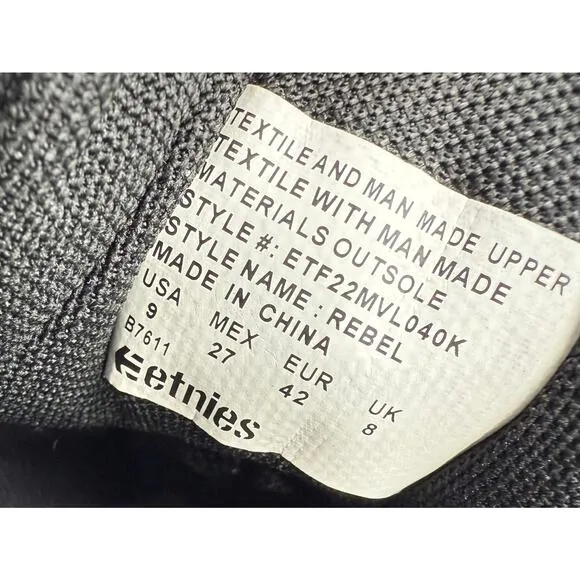 TEXTILE AND MAN MADE UPPER
TEXTILE WITH MAN MADE
MATERIALS OUTSOLE
STYLE #: ETF22MVL040K
STYLE NAME : REBEL
MADE IN CHINA
USA MEX EUR UK
9 27 42 8
B7611
etnies